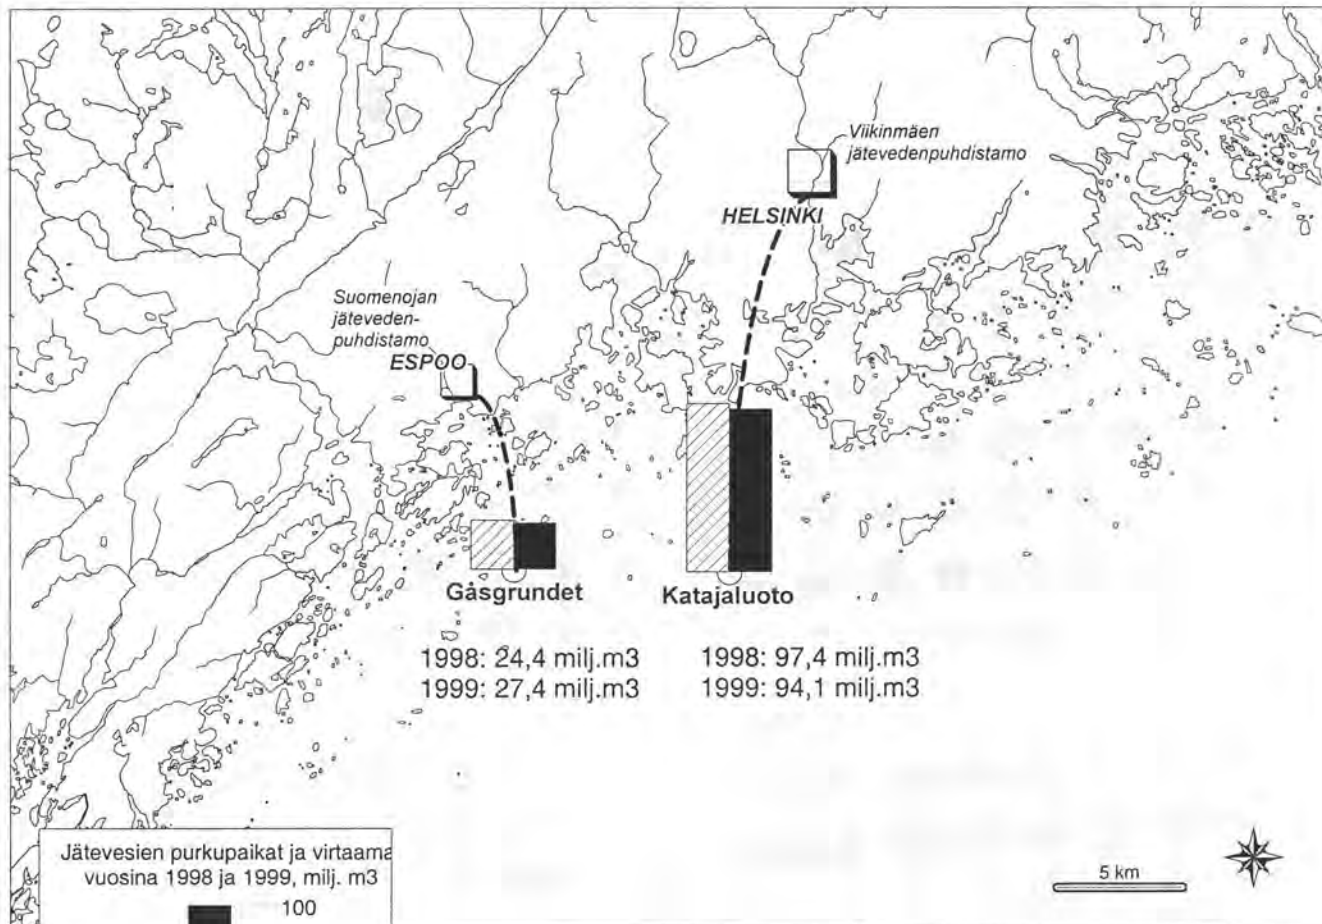 Viikinmäen
jätevedenpuhdistamo
HELSINKI
Suomenojan
jäteveden-
puhdistamo
ESPOO
Gåsgrundet
Katajaluoto
1998: 24,4 milj.m3
1999: 27,4 milj.m3
1998: 97,4 milj.m3
1999: 94,1 milj.m3
Jätevesien purkupaikat ja virtaama
vuosina 1998 ja 1999, milj. m3
100
5 km